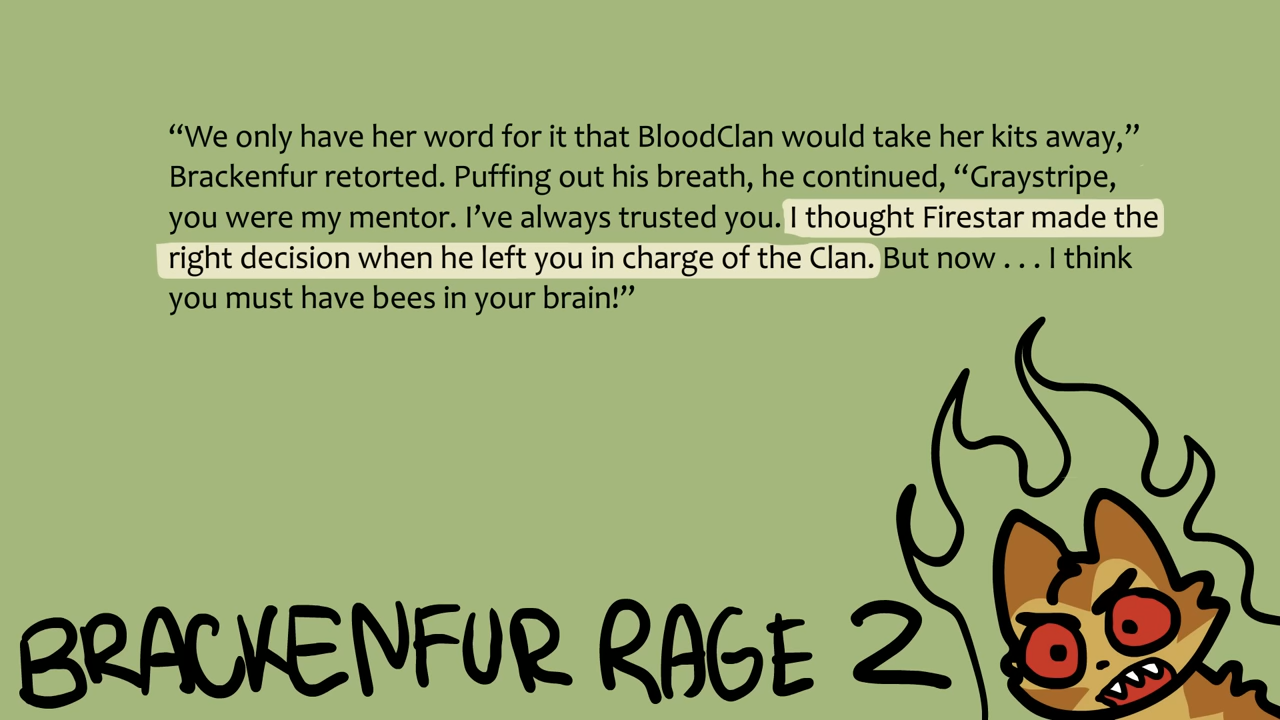 “We only have her word for it that BloodClan would take her kits away,”
Brackenfur retorted. Puffing out his breath, he continued, “Graystripe,
you were my mentor. I’ve always trusted you. I thought Firestar made the
right decision when he left you in charge of the Clan. But now . . . I think
you must have bees in your brain!”
BRACKENFUR RAGE 2